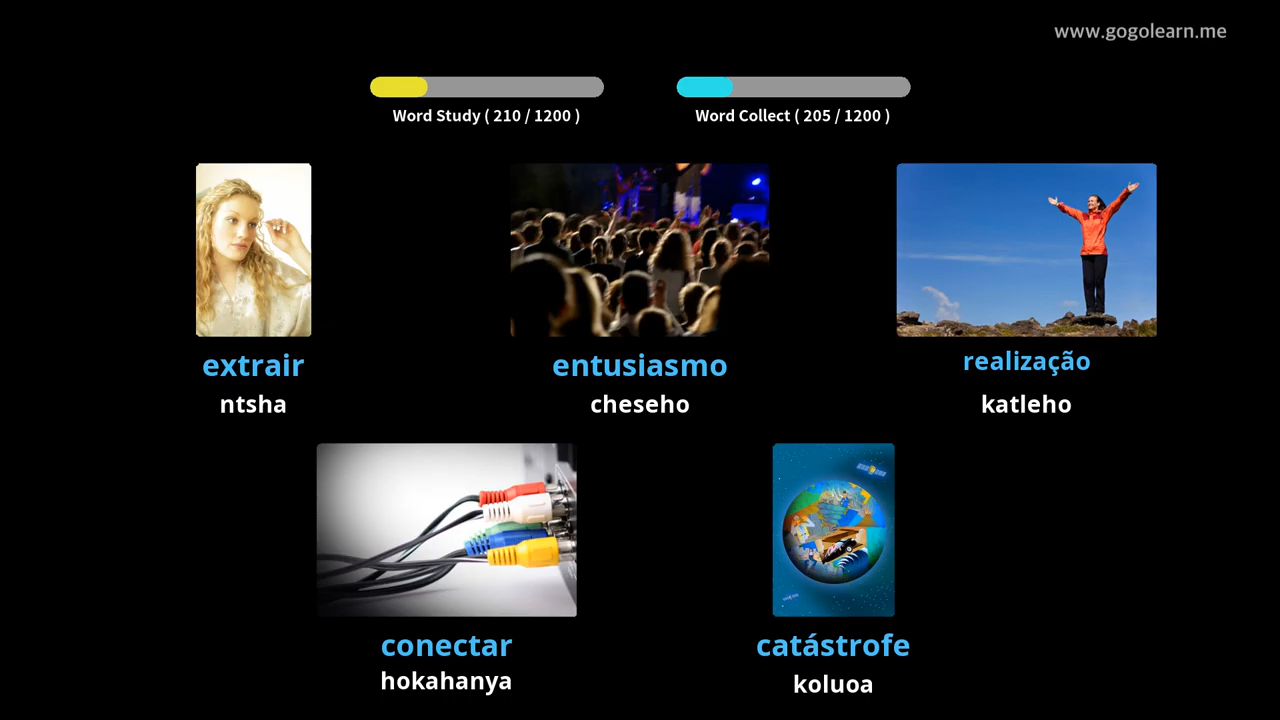 www.gogolearn.me
Word Study ( 210 / 1200 )
Word Collect ( 205 / 1200 )
extrair
ntsha
entusiasmo
cheseho
realização
katleho
conectar
hokahanya
catástrofe
koluoa